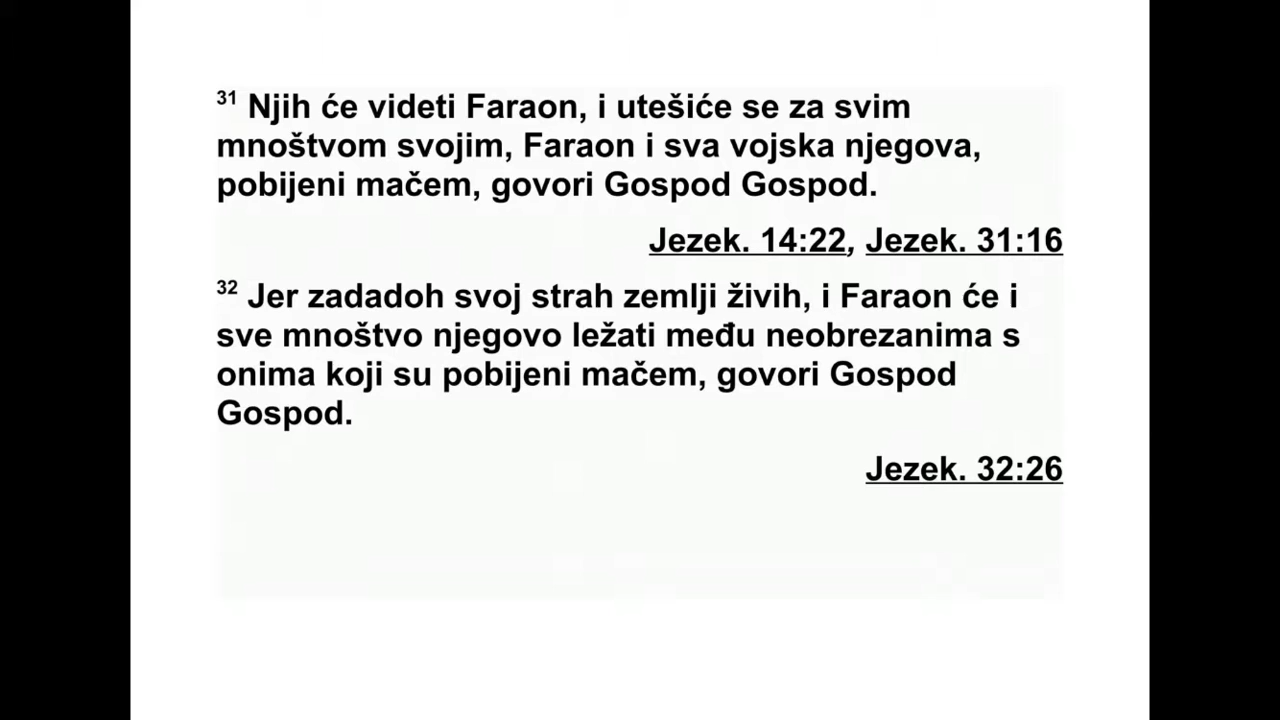 31 Njih će videti Faraon, i utešiće se za svim
mnoštvom svojim, Faraon i sva vojska njegova,
pobijeni mačem, govori Gospod Gospod.
Jezek. 14:22, Jezek. 31:16
32 Jer zadadoh svoj strah zemlji živih, i Faraon će i
sve mnoštvo njegovo ležati među neobrezanima s
onima koji su pobijeni mačem, govori Gospod
Gospod.
Jezek. 32:26